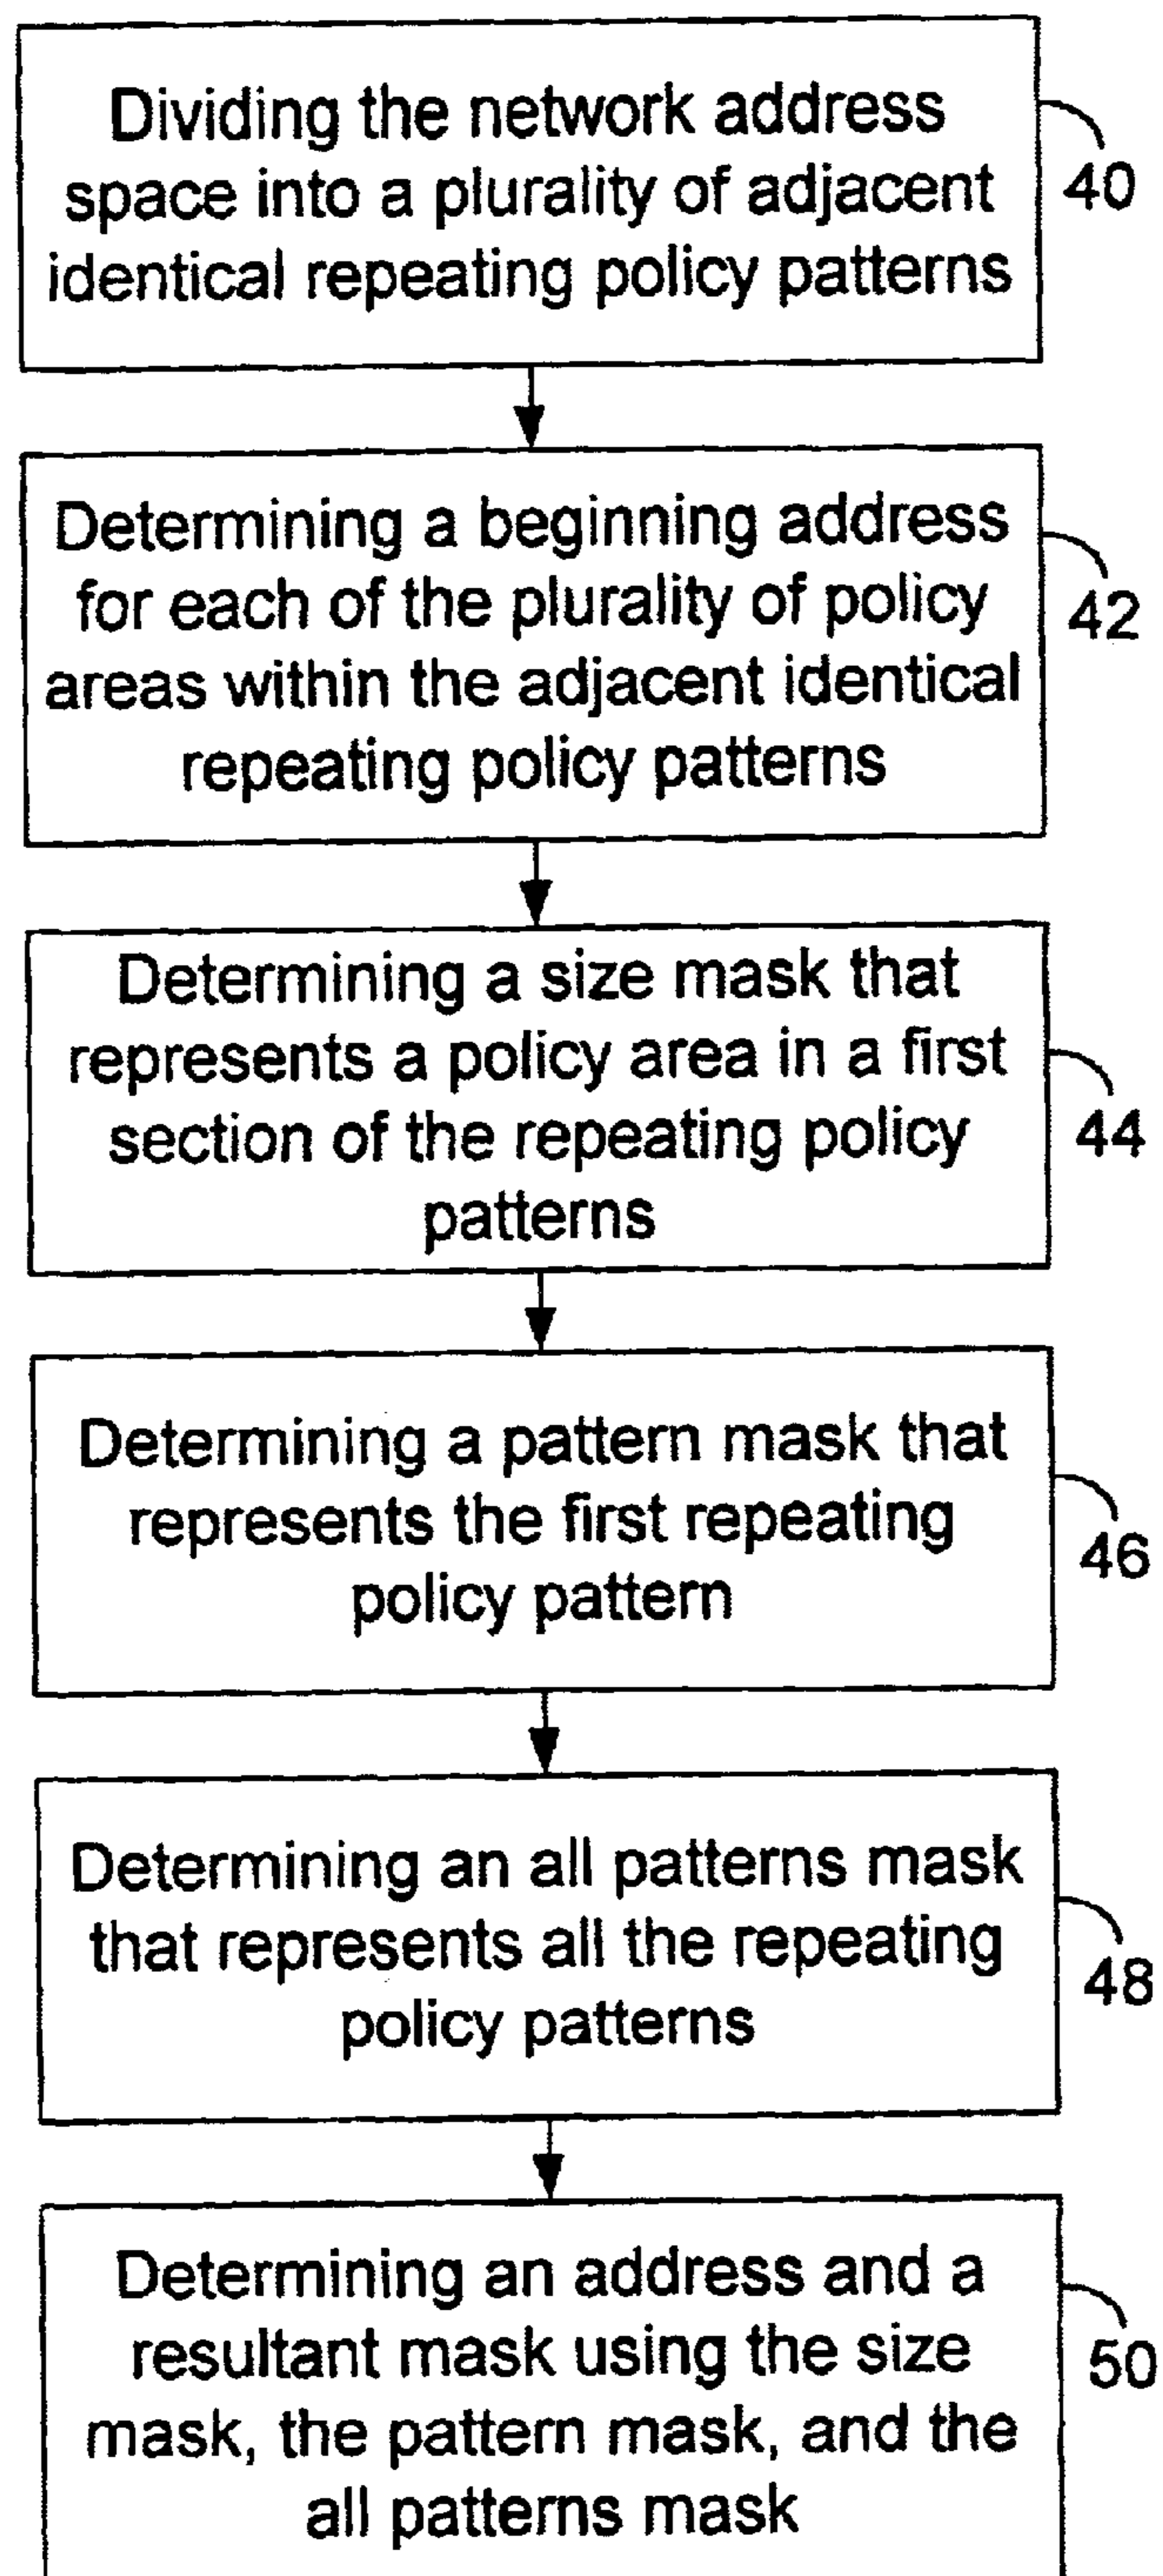 Dividing the network address
space into a plurality of adjacent
identical repeating policy patterns
40
Determining a beginning address
for each of the plurality of policy
areas within the adjacent identical
repeating policy patterns
42
Determining a size mask that
represents a policy area in a first
section of the repeating policy
patterns
44
Determining a pattern mask that
represents the first repeating
policy pattern
46
Determining an all patterns mask
that represents all the repeating
policy patterns
48
Determining an address and a
resultant mask using the size
mask, the pattern mask, and the
all patterns mask
50